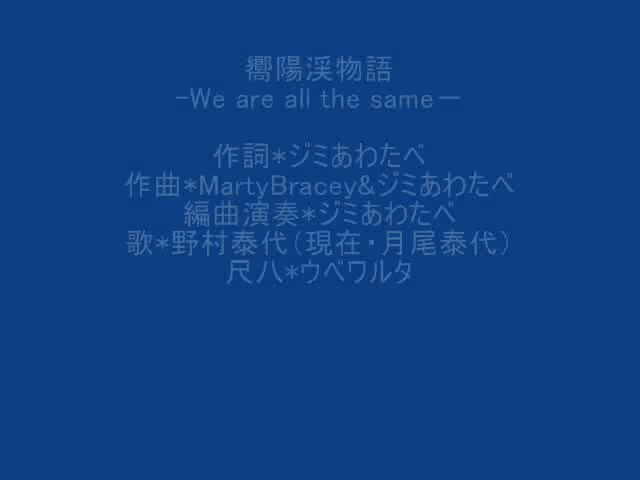 嚮陽渓物語
-We are all the same－
作詞*ジミあわたべ
作曲*MartyBracey&ジミあわたべ
編曲演奏*ジミあわたべ
歌*野村泰代（現在・月尾泰代）
尺八*ウベワルタ